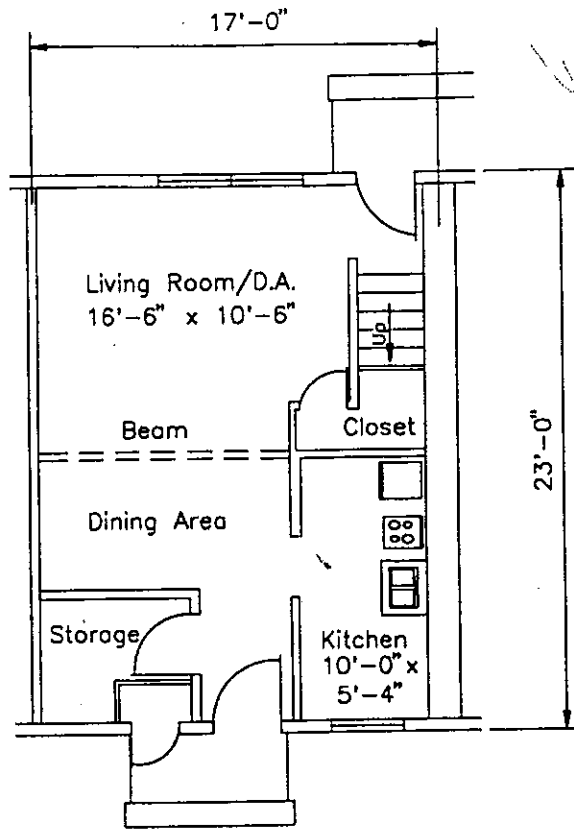 17'-0"
Living Room/D.A.
16'-6" x 10'-6"
Up
Beam
Closet
23'-0"
Dining Area
Storage
Kitchen
10'-0" x
5'-4"